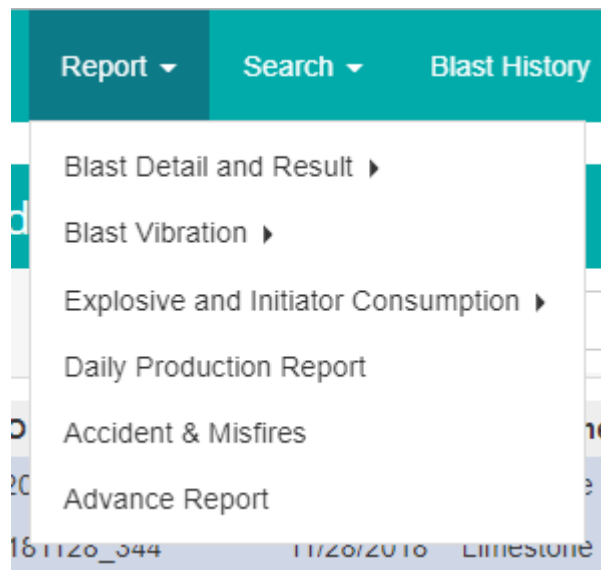 Report Search Blast History
Blast Detail and Result
d
Blast Vibration
Explosive and Initiator Consumption
Daily Production Report
Accident & Misfires
Advance Report
181128_344 11/28/2018 Limestone